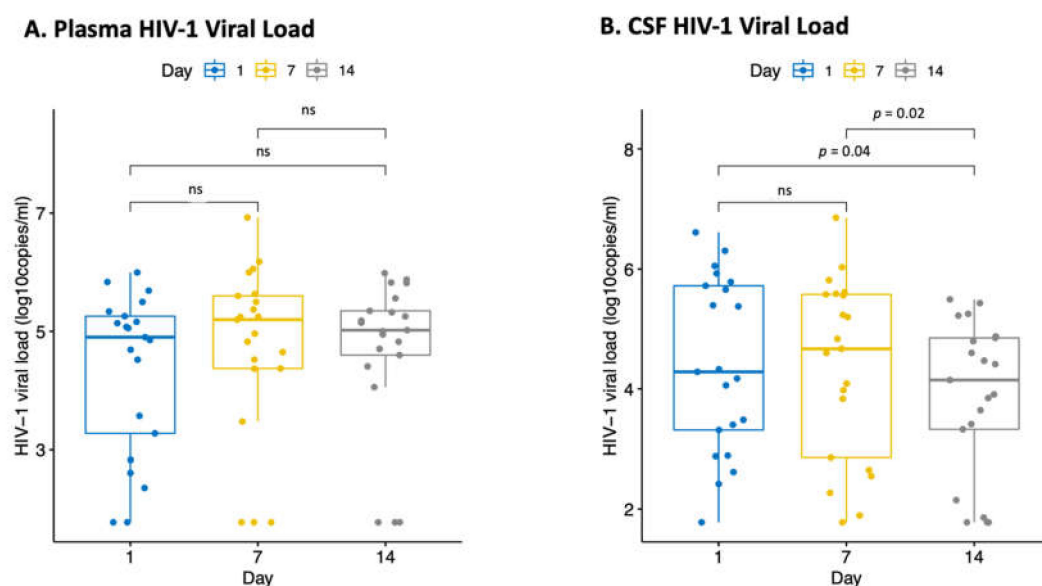 A. Plasma HIV-1 Viral Load
Day 1 7 14
ns
ns
ns
7
5
3
HIV−1 viral load (log10copies/ml)
1 7 14
Day
B. CSF HIV-1 Viral Load
Day 1 7 14
p = 0.02
p = 0.04
ns
8
6
4
2
HIV−1 viral load (log10copies/ml)
1 7 14
Day